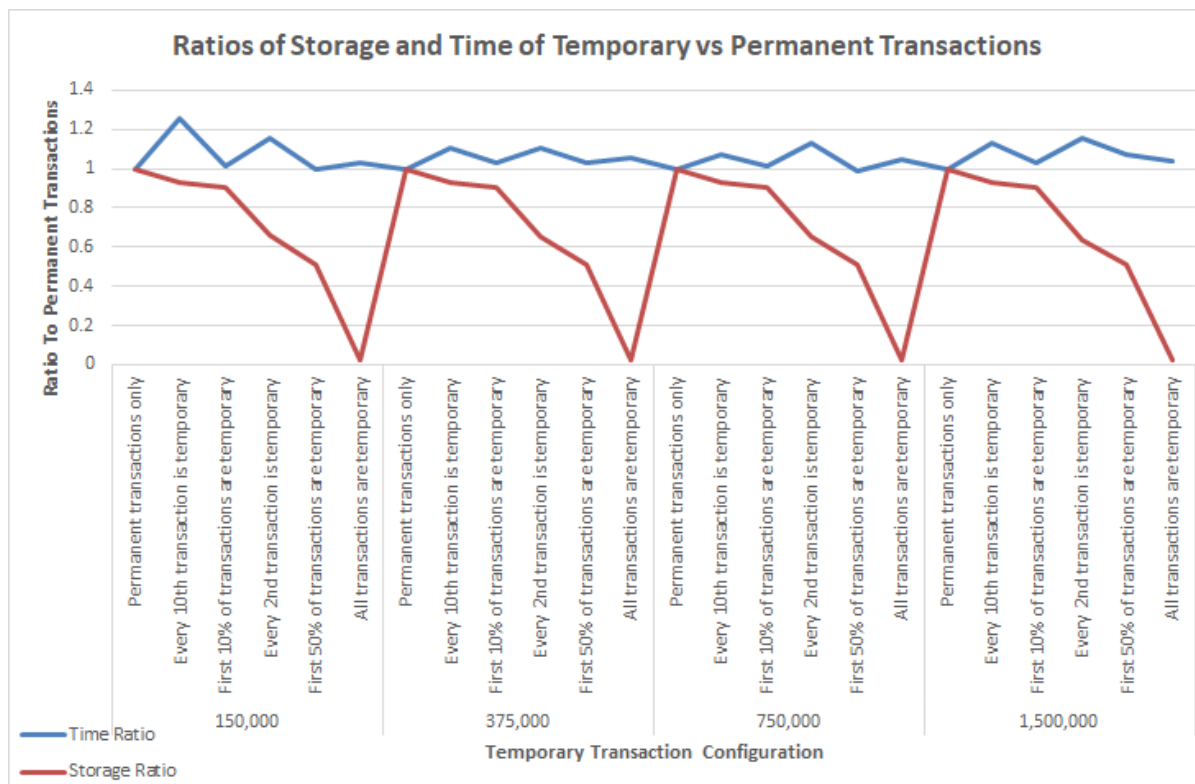 Ratios of Storage and Time of Temporary vs Permanent Transactions
Ratio To Permanent Transactions
1.4
1.2
1
0.8
0.6
0.4
0.2
0
Permanent transactions only
Every 10th transaction is temporary
First 10% of transactions are temporary
Every 2nd transaction is temporary
First 50% of transactions are temporary
All transactions are temporary
Permanent transactions only
Every 10th transaction is temporary
First 10% of transactions are temporary
Every 2nd transaction is temporary
First 50% of transactions are temporary
All transactions are temporary
Permanent transactions only
Every 10th transaction is temporary
First 10% of transactions are temporary
Every 2nd transaction is temporary
First 50% of transactions are temporary
All transactions are temporary
Permanent transactions only
Every 10th transaction is temporary
First 10% of transactions are temporary
Every 2nd transaction is temporary
First 50% of transactions are temporary
All transactions are temporary
150,000
375,000
750,000
1,500,000
Temporary Transaction Configuration
Time Ratio
Storage Ratio